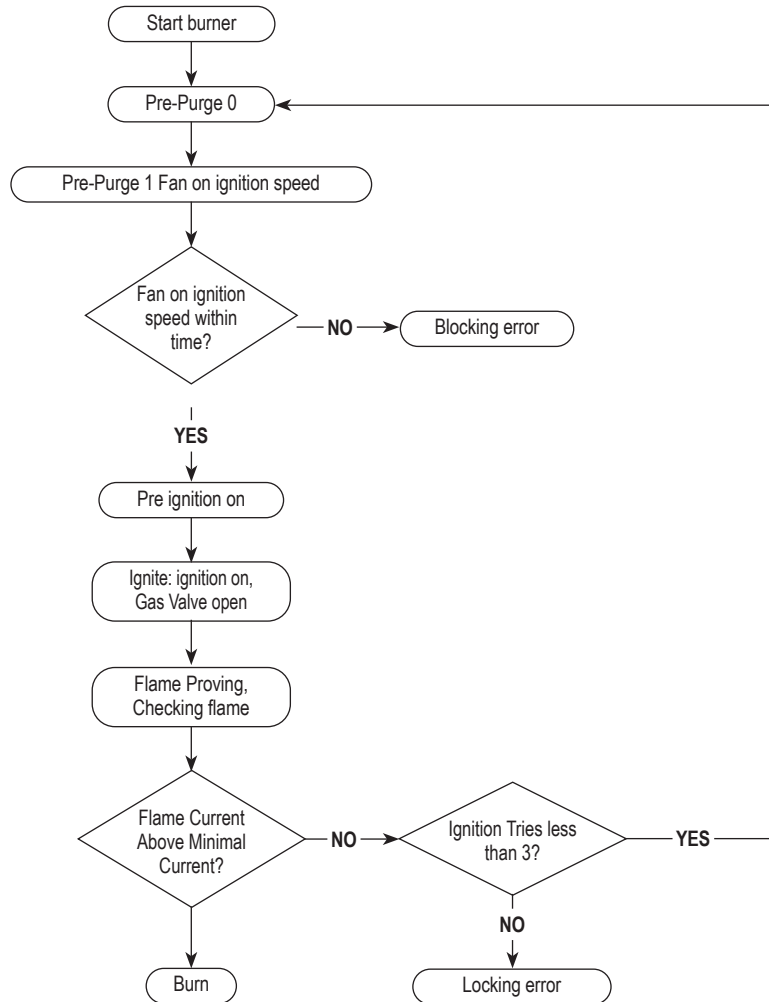 Start burner
Pre-Purge 0
Pre-Purge 1 Fan on ignition speed
Fan on ignition
speed within
time?
NO
Blocking error
YES
Pre ignition on
Ignite: ignition on,
Gas Valve open
Flame Proving,
Checking flame
Flame Current
Above Minimal
Current?
NO
Ignition Tries less
than 3?
YES
NO
Burn
Locking error